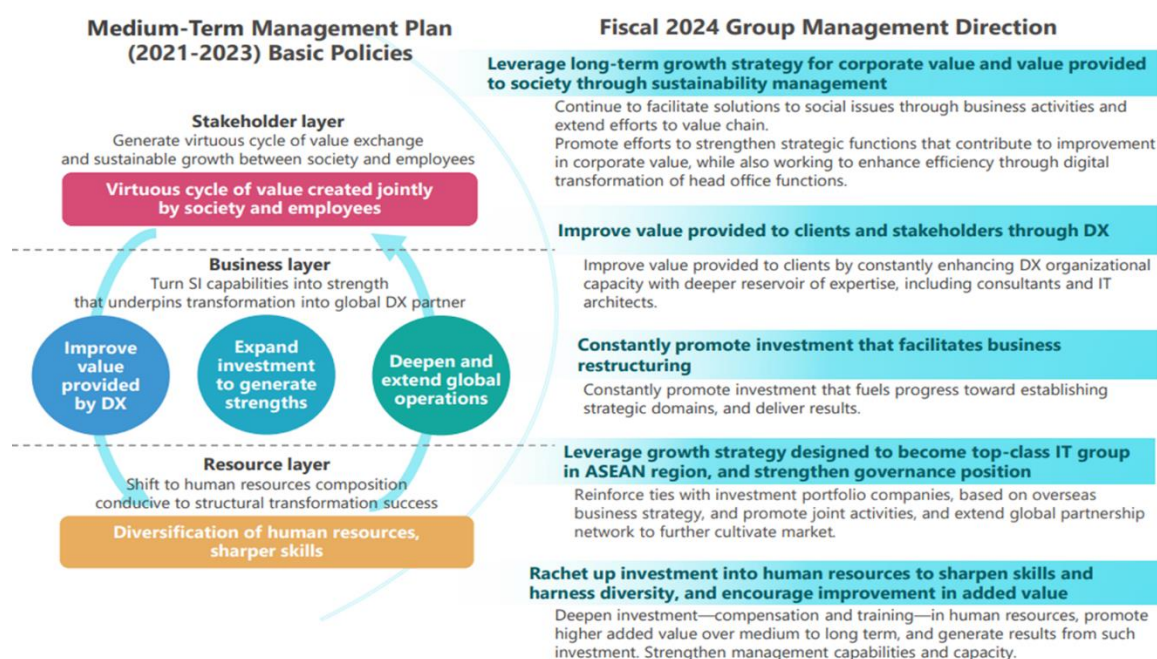 Medium-Term Management Plan
(2021-2023) Basic Policies
Stakeholder layer
Generate virtuous cycle of value exchange
and sustainable growth between society and employees
Virtuous cycle of value created jointly
by society and employees
Business layer
Turn SI capabilities into strength
that underpins transformation into global DX partner
Improve
value
provided
by DX
Expand
investment
to generate
strengths
Deepen and
extend global
operations
Resource layer
Shift to human resources composition
conducive to structural transformation success
Diversification of human resources,
sharper skills
Fiscal 2024 Group Management Direction
Leverage long-term growth strategy for corporate value and value provided
to society through sustainability management
Continue to facilitate solutions to social issues through business activities and
extend efforts to value chain.
Promote efforts to strengthen strategic functions that contribute to improvement
in corporate value, while also working to enhance efficiency through digital
transformation of head office functions.
Improve value provided to clients and stakeholders through DX
Improve value provided to clients by constantly enhancing DX organizational
capacity with deeper reservoir of expertise, including consultants and IT
architects.
Constantly promote investment that facilitates business
restructuring
Constantly promote investment that fuels progress toward establishing
strategic domains, and deliver results.
Leverage growth strategy designed to become top-class IT group
in ASEAN region, and strengthen governance position
Reinforce ties with investment portfolio companies, based on overseas
business strategy, and promote joint activities, and extend global partnership
network to further cultivate market.
Rachet up investment into human resources to sharpen skills and
harness diversity, and encourage improvement in added value
Deepen investment—compensation and training—in human resources, promote
higher added value over medium to long term, and generate results from such
investment. Strengthen management capabilities and capacity.